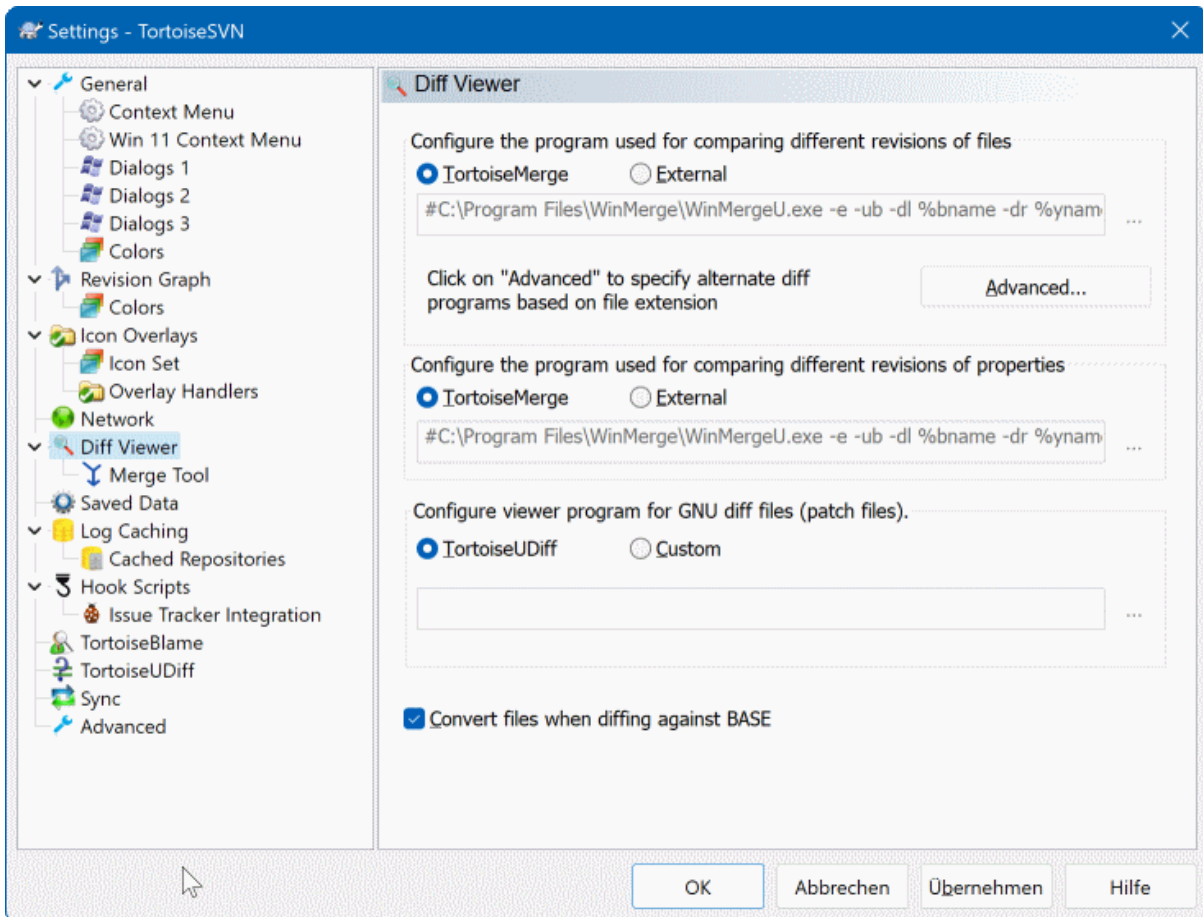 Settings - TortoiseSVN
General
Context Menu
Win 11 Context Menu
Dialogs 1
Dialogs 2
Dialogs 3
Colors
Revision Graph
Colors
Icon Overlays
Icon Set
Overlay Handlers
Network
Diff Viewer
Merge Tool
Saved Data
Log Caching
Cached Repositories
Hook Scripts
Issue Tracker Integration
TortoiseBlame
TortoiseUDiff
Sync
Advanced
Diff Viewer
Configure the program used for comparing different revisions of files
TortoiseMerge External
#C:\Program Files\WinMerge\WinMergeU.exe -e -ub -dl %bname -dr %ynam
...
Click on "Advanced" to specify alternate diff
programs based on file extension
Advanced...
Configure the program used for comparing different revisions of properties
TortoiseMerge External
#C:\Program Files\WinMerge\WinMergeU.exe -e -ub -dl %bname -dr %ynam
...
Configure viewer program for GNU diff files (patch files).
TortoiseUDiff Custom
...
Convert files when diffing against BASE
OK Abbrechen Übernehmen Hilfe